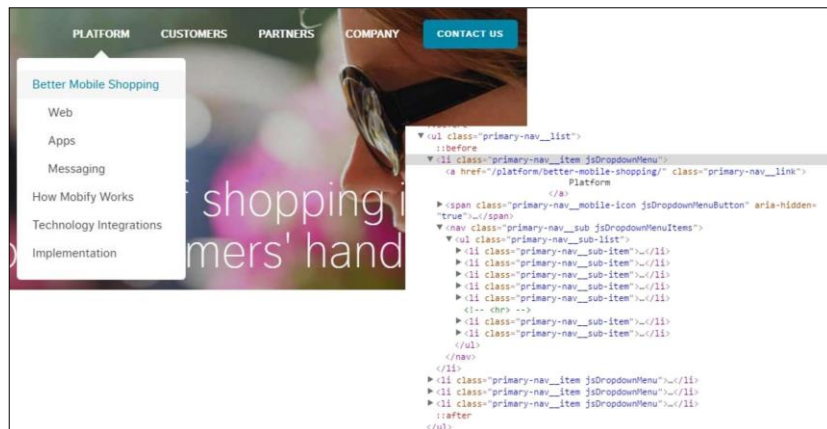 PLATFORM CUSTOMERS PARTNERS COMPANY CONTACT US
Better Mobile Shopping
Web
Apps
Messaging
How Mobify Works
Technology Integrations
Implementation
f shopping i
mers' hand
▼<ul class="primary-nav__list">
::before
▼<li class="primary-nav__item jsDropdownMenu">
<a href="/platform/better-mobile-shopping/" class="primary-nav__link">
Platform
</a>
▶<span class="primary-nav__mobile-icon jsDropdownMenuButton" aria-hidden=
"true">…</span>
▼<nav class="primary-nav__sub jsDropdownMenuItems">
▼<ul class="primary-nav__sub-list">
▶<li class="primary-nav__sub-item">…</li>
▶<li class="primary-nav__sub-item">…</li>
▶<li class="primary-nav__sub-item">…</li>
▶<li class="primary-nav__sub-item">…</li>
▶<li class="primary-nav__sub-item">…</li>
<!-- <hr> -->
▶<li class="primary-nav__sub-item">…</li>
▶<li class="primary-nav__sub-item">…</li>
</ul>
</nav>
</li>
▶<li class="primary-nav__item jsDropdownMenu">…</li>
▶<li class="primary-nav__item jsDropdownMenu">…</li>
▶<li class="primary-nav__item jsDropdownMenu">…</li>
::after
</ul>